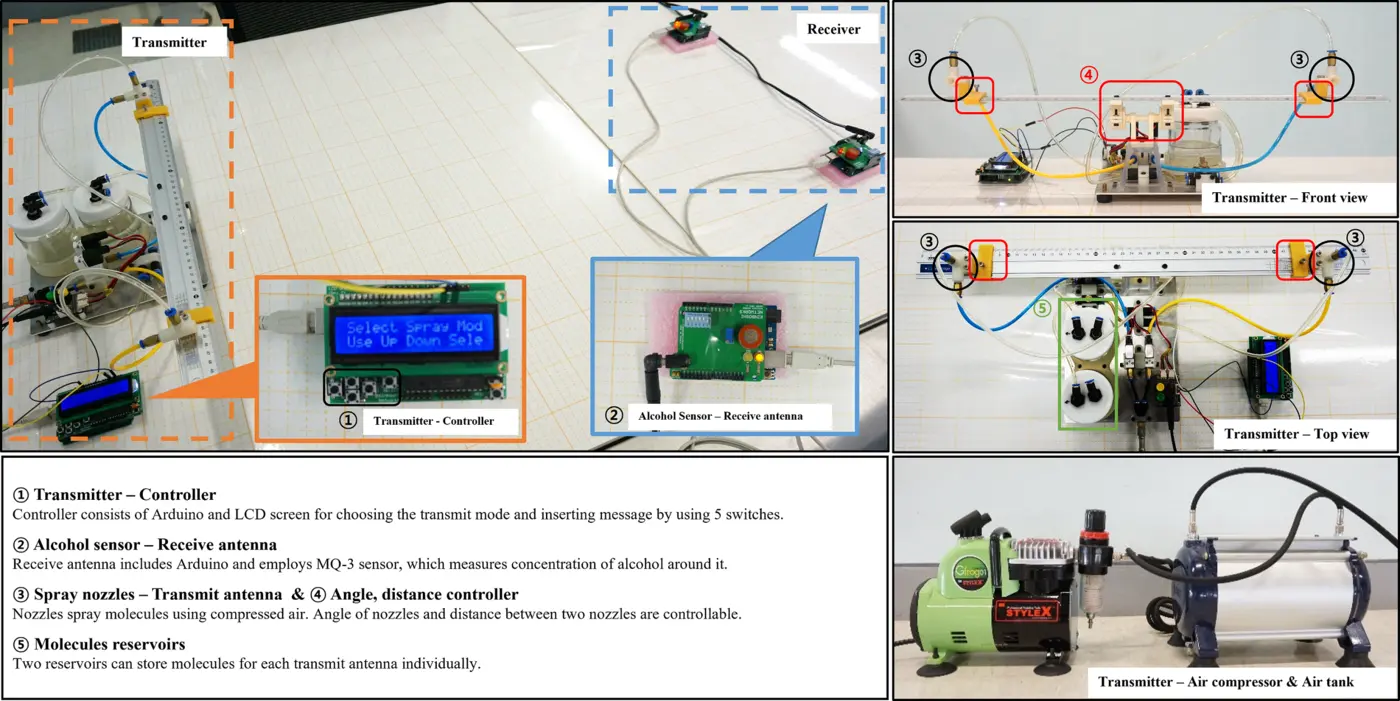 Transmitter
Receiver
Select Spray Mod
Use Up Down Sele
① Transmitter - Controller
② Alcohol Sensor – Receive antenna
③
④
③
Transmitter – Front view
③
③
⑤
Transmitter – Top view
① Transmitter – Controller
Controller consists of Arduino and LCD screen for choosing the transmit mode and inserting message by using 5 switches.
② Alcohol sensor – Receive antenna
Receive antenna includes Arduino and employs MQ-3 sensor, which measures concentration of alcohol around it.
③ Spray nozzles – Transmit antenna & ④ Angle, distance controller
Nozzles spray molecules using compressed air. Angle of nozzles and distance between two nozzles are controllable.
⑤ Molecules reservoirs
Two reservoirs can store molecules for each transmit antenna individually.
STYLEX
Transmitter – Air compressor & Air tank